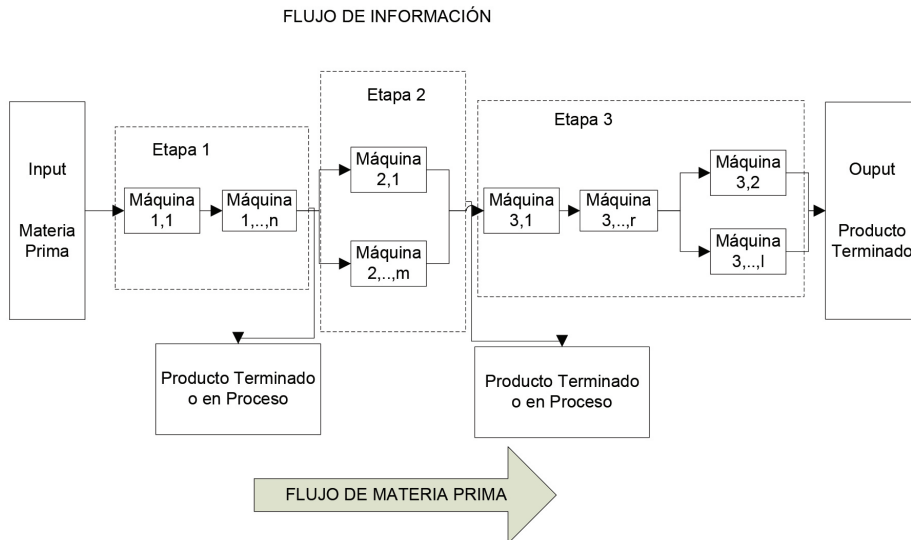 FLUJO DE INFORMACIÓN
Input
Materia
Prima
Etapa 1
Máquina
1,1
Máquina
1,..,n
Etapa 2
Máquina
2,1
Máquina
2,..,m
Etapa 3
Máquina
3,1
Máquina
3,..,r
Máquina
3,2
Máquina
3,..,l
Ouput
Producto
Terminado
Producto Terminado
o en Proceso
Producto Terminado
o en Proceso
FLUJO DE MATERIA PRIMA